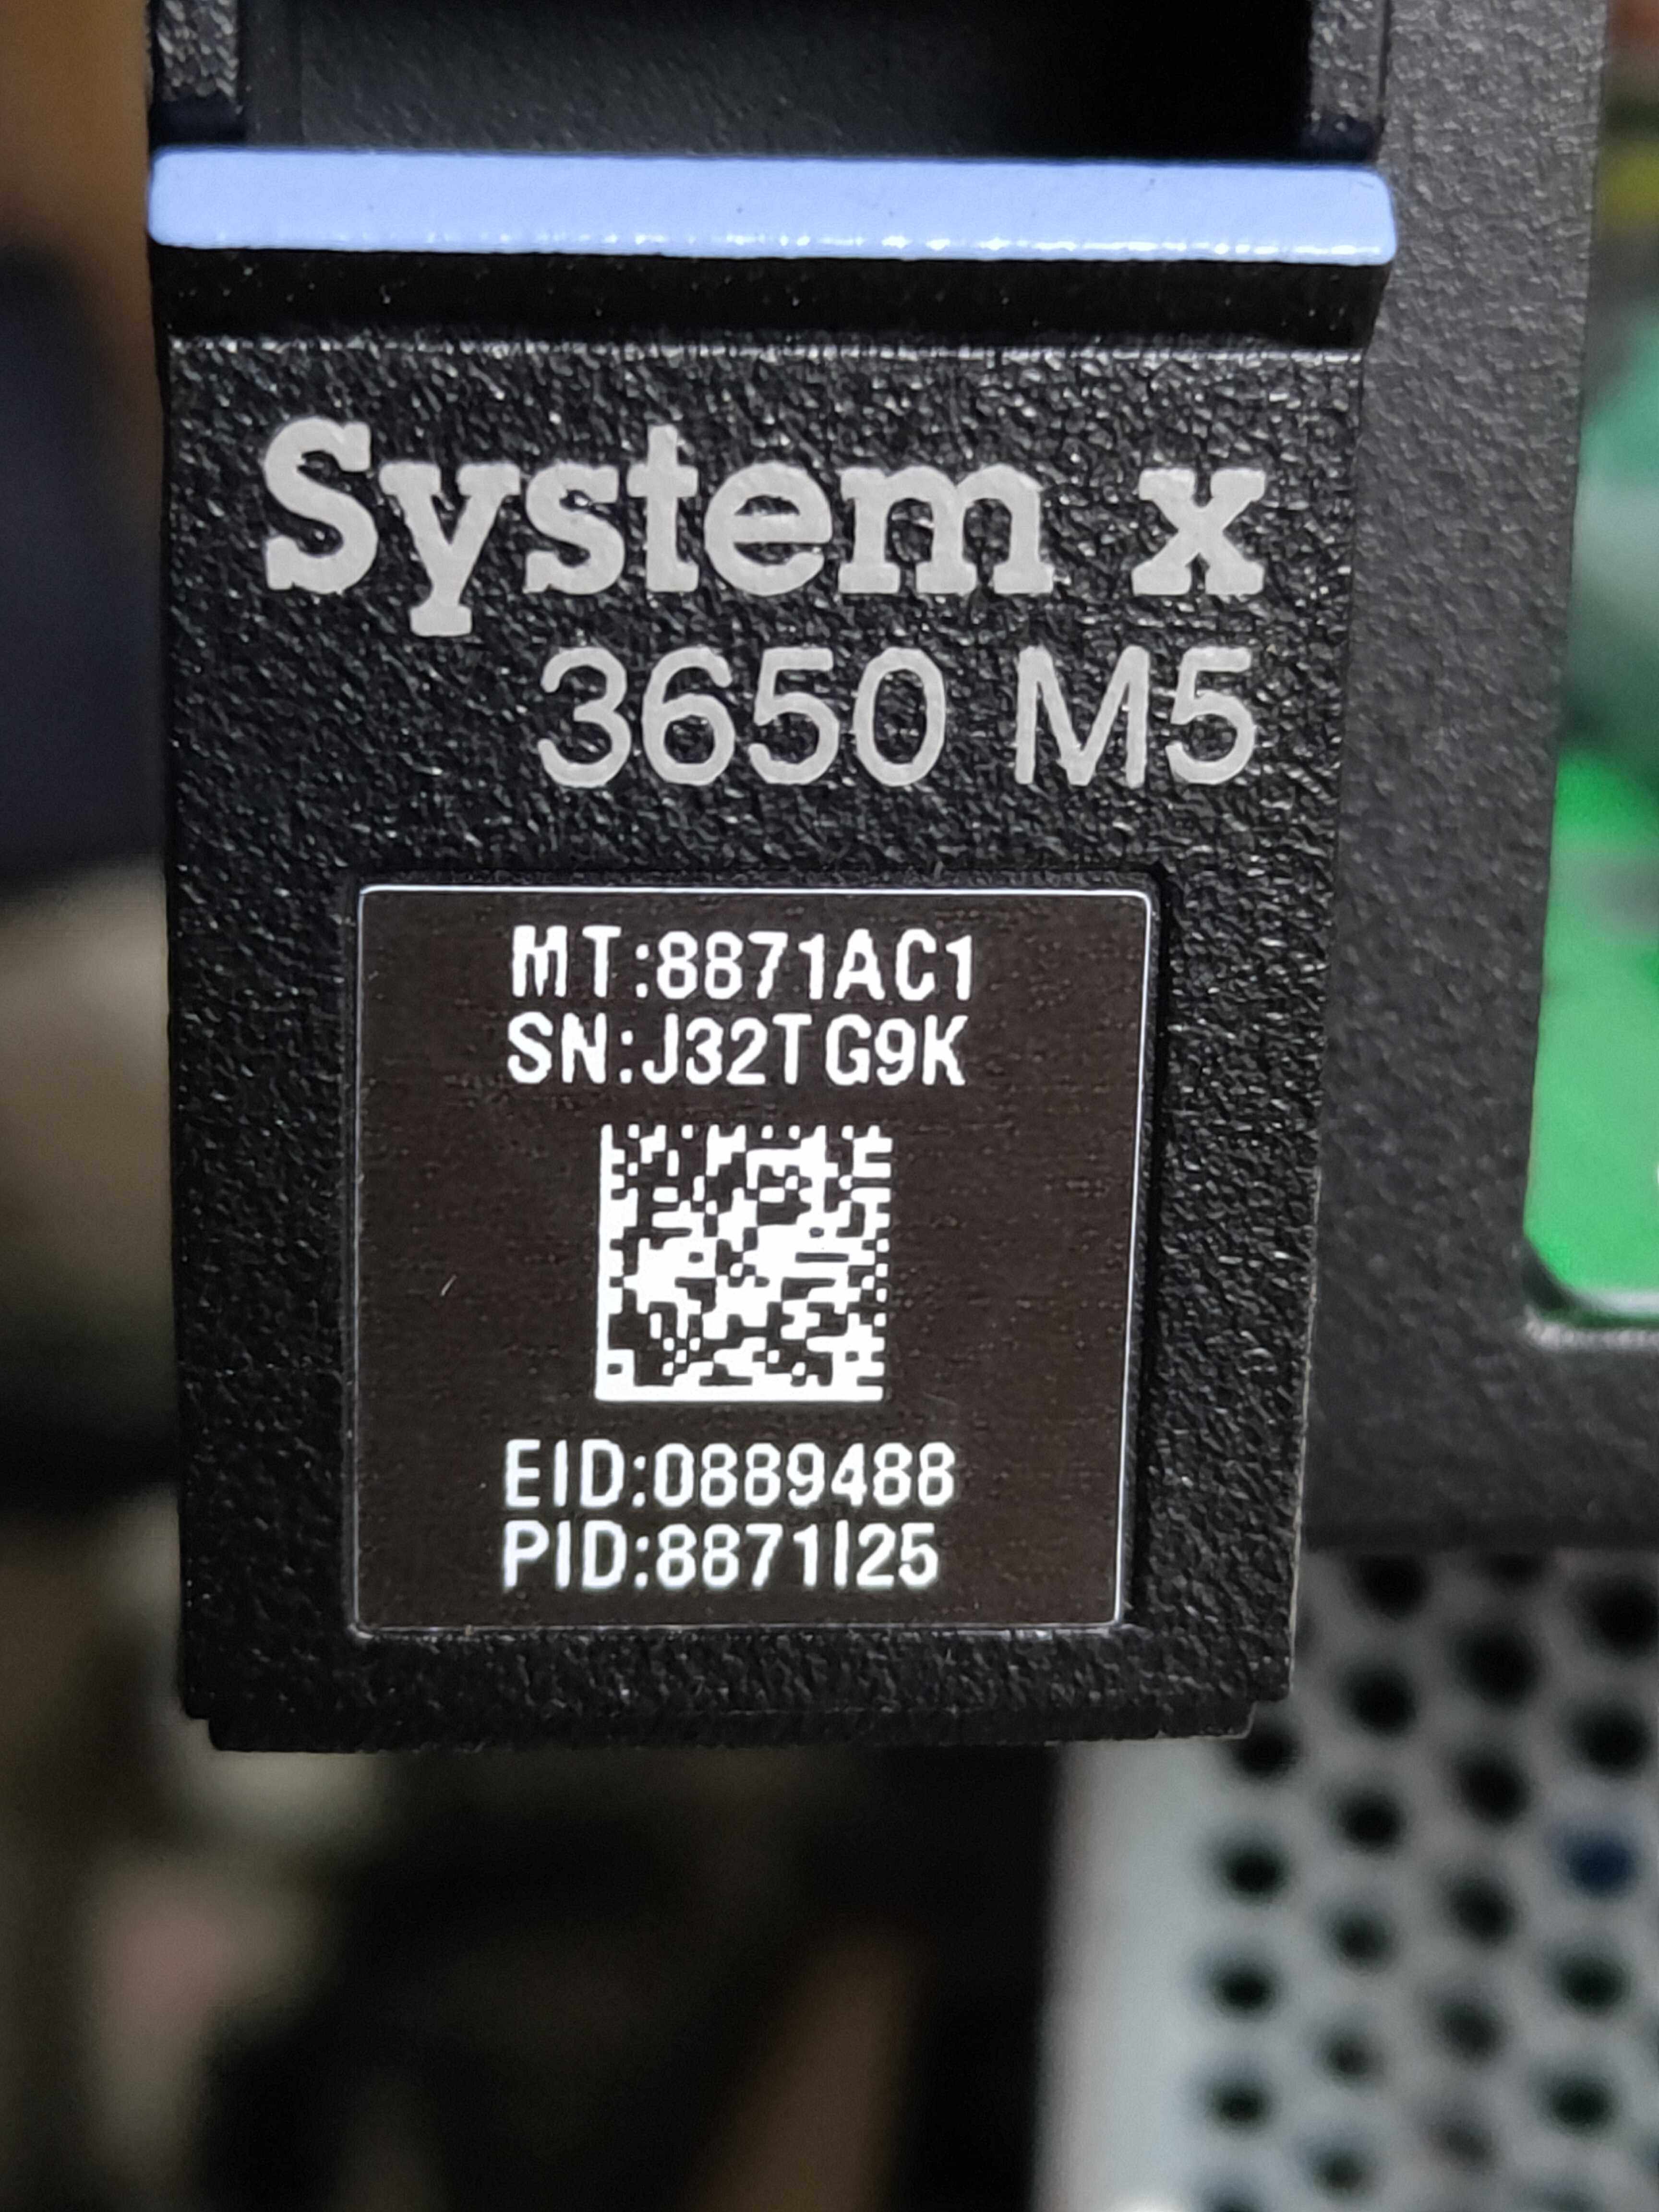 System x
3650 M5
MT:8871AC1
SN:J32TG9K
EID:0889488
PID:8871I25